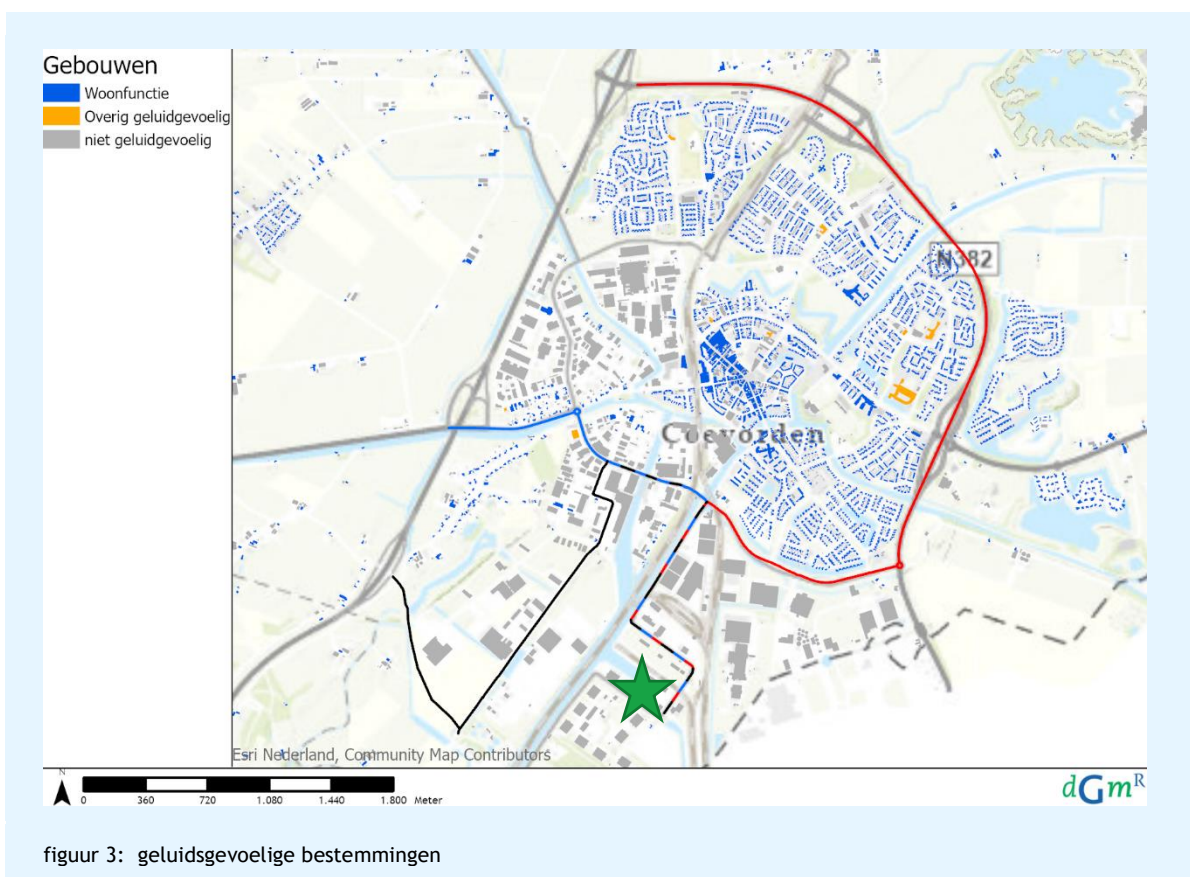 Gebouwen
Woonfunctie
Overig geluidgevoelig
niet geluidgevoelig
N382
Coevorden
Esri Nederland, Community Map Contributors
N
0 360 720 1.080 1.440 1.800 Meter
dGmR
figuur 3: geluidsgevoelige bestemmingen